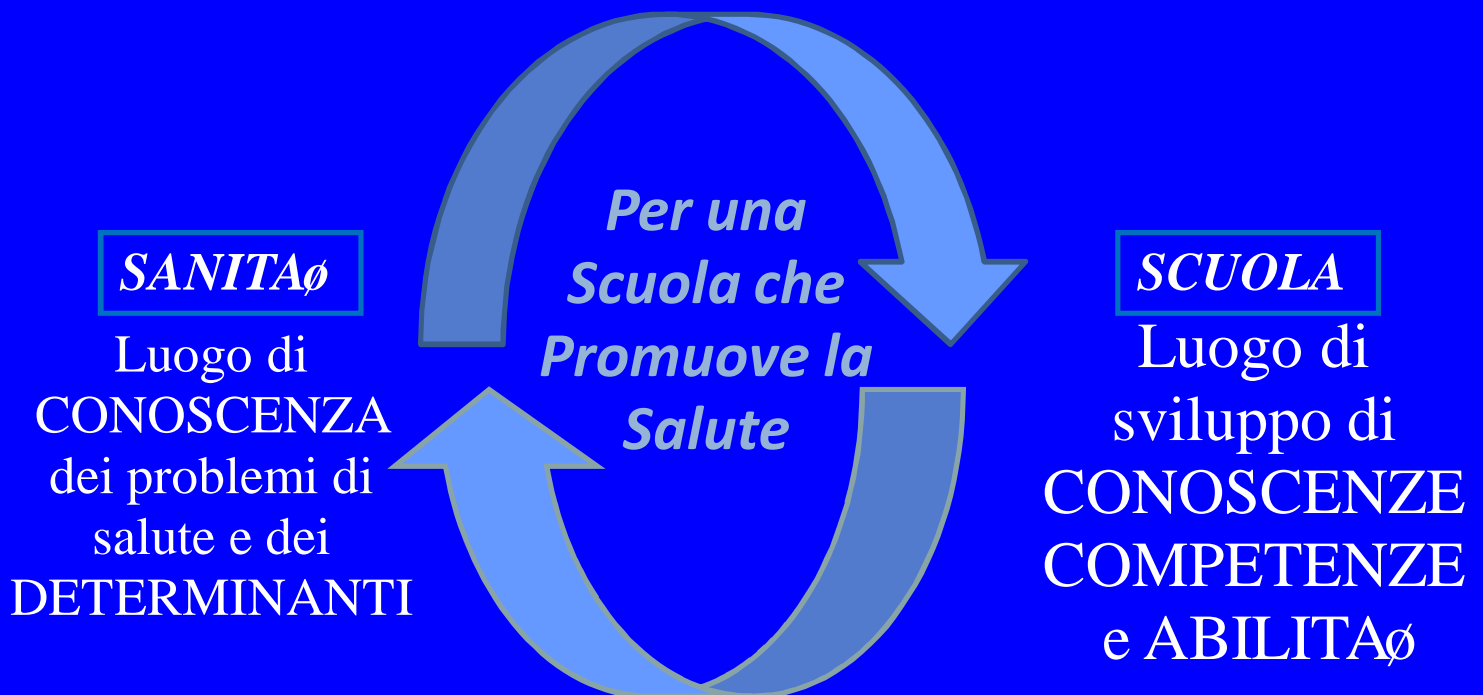 SANITAø
Luogo di
CONOSCENZA
dei problemi di
salute e dei
DETERMINANTI
Per una
Scuola che
Promuove la
Salute
SCUOLA
Luogo di
sviluppo di
CONOSCENZE
COMPETENZE
e ABILITAø